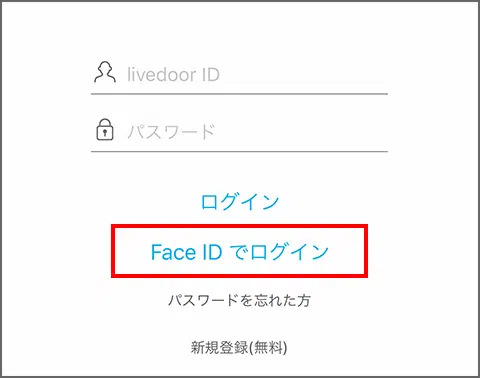 livedoor ID
パスワード
ログイン
Face ID でログイン
パスワードを忘れた方
新規登録(無料)